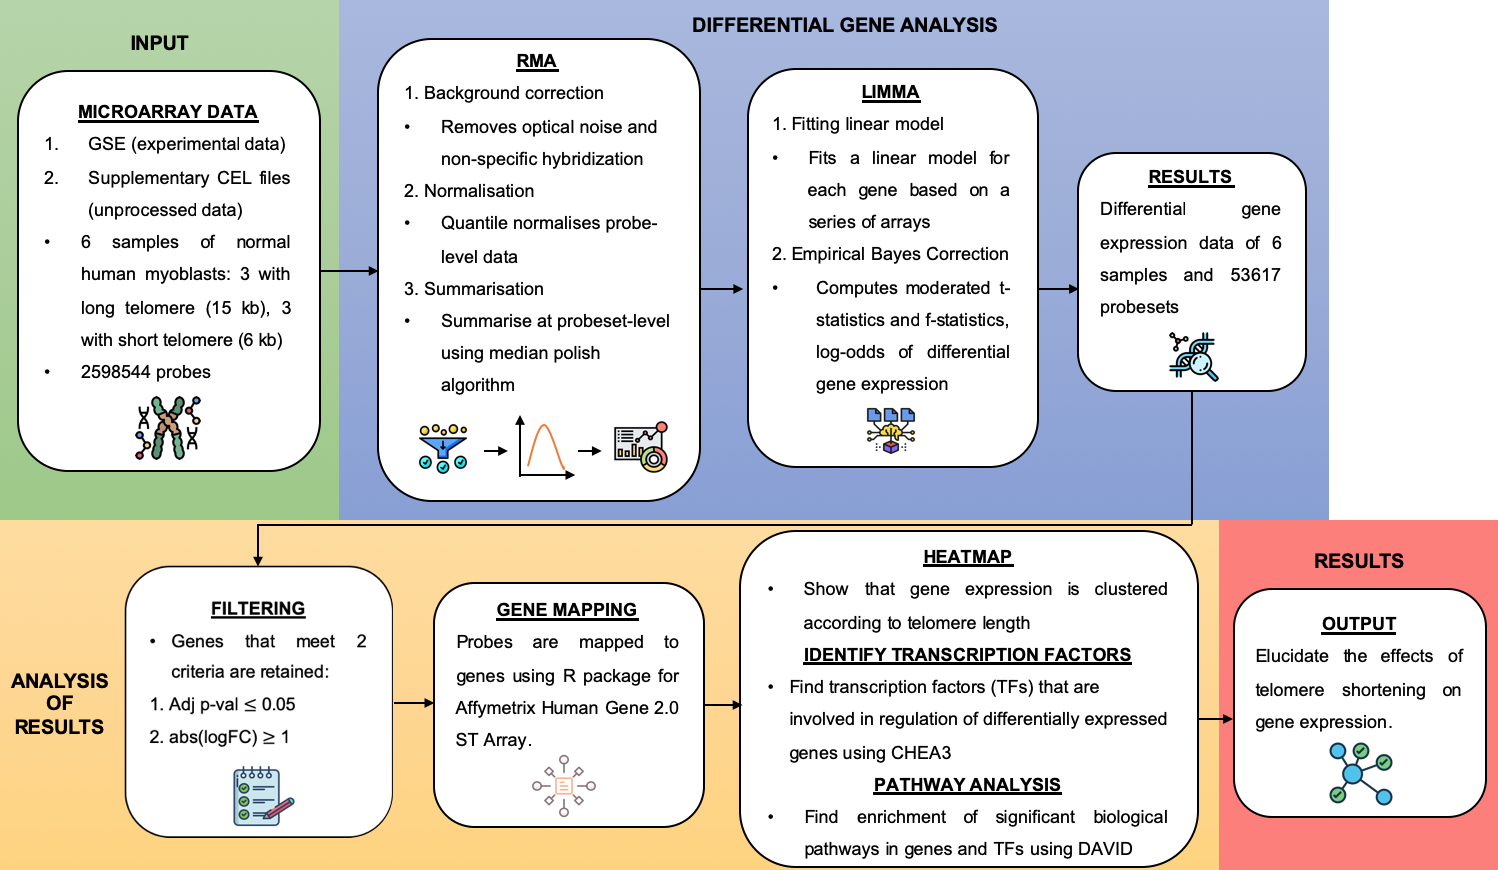 INPUT
MICROARRAY DATA
1. GSE (experimental data)
2. Supplementary CEL files
(unprocessed data)
• 6 samples of normal
human myoblasts: 3 with
long telomere (15 kb), 3
with short telomere (6 kb)
• 2598544 probes
DIFFERENTIAL GENE ANALYSIS
RMA
1. Background correction
• Removes optical noise and
non-specific hybridization
2. Normalisation
• Quantile normalises probe-
level data
3. Summarisation
• Summarise at probeset-level
using median polish
algorithm
LIMMA
1. Fitting linear model
• Fits a linear model for
each gene based on a
series of arrays
2. Empirical Bayes Correction
• Computes moderated t-
statistics and f-statistics,
log-odds of differential
gene expression
RESULTS
Differential gene
expression data of 6
samples and 53617
probesets
ANALYSIS
OF
RESULTS
FILTERING
• Genes that meet 2
criteria are retained:
1. Adj p-val ≤ 0.05
2. abs(logFC) ≥ 1
GENE MAPPING
Probes are mapped to
genes using R package for
Affymetrix Human Gene 2.0
ST Array.
HEATMAP
• Show that gene expression is clustered
according to telomere length
IDENTIFY TRANSCRIPTION FACTORS
• Find transcription factors (TFs) that are
involved in regulation of differentially expressed
genes using CHEA3
PATHWAY ANALYSIS
• Find enrichment of significant biological
pathways in genes and TFs using DAVID
RESULTS
OUTPUT
Elucidate the effects of
telomere shortening on
gene expression.